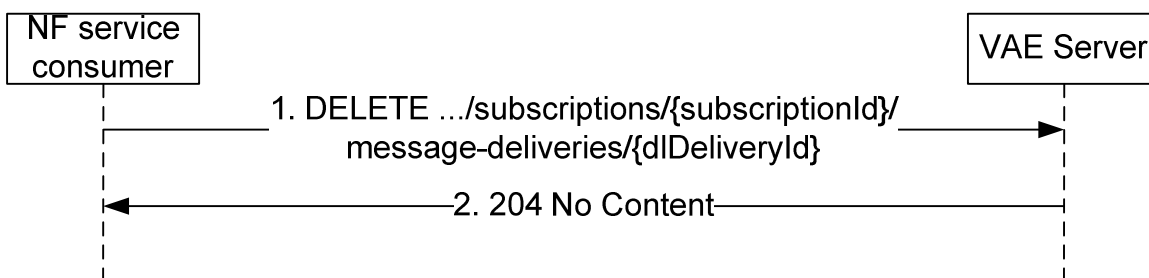 NF service
consumer
VAE Server
1. DELETE .../subscriptions/{subscriptionId}/
message-deliveries/{dlDeliveryId}
2. 204 No Content